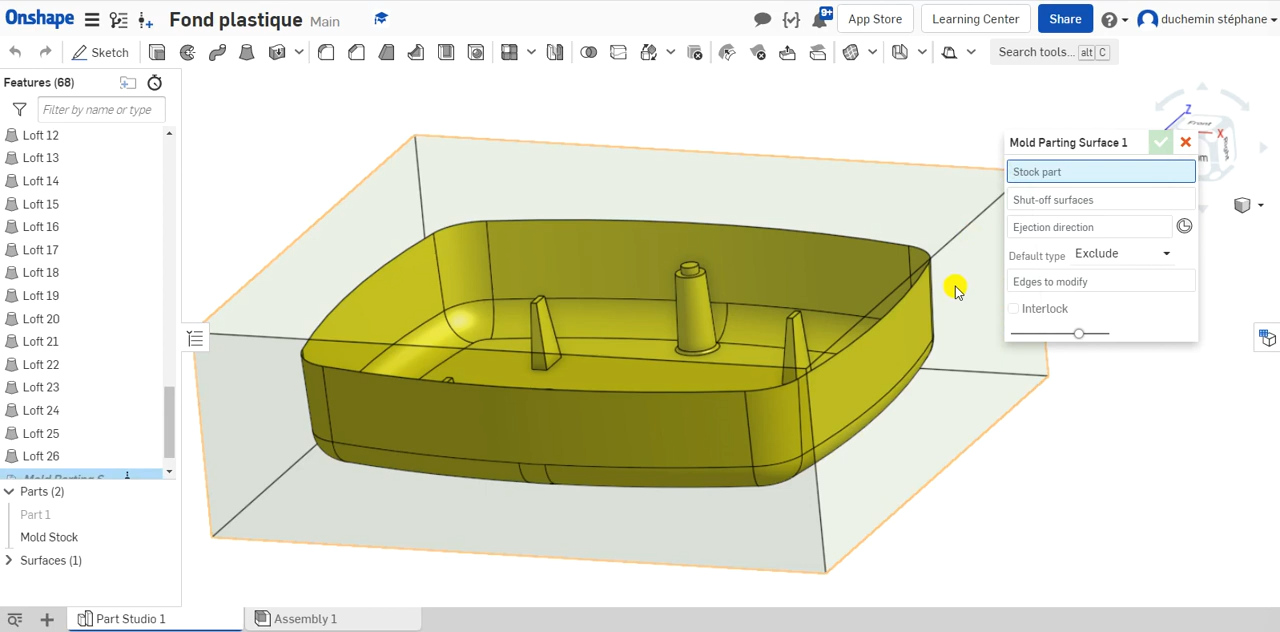 Onshape
Fond plastique Main
9+
App Store
Learning Center
Share
duchemin stéphane
Sketch
Search tools... alt C
Features (68)
Filter by name or type
Loft 12
Loft 13
Loft 14
Loft 15
Loft 16
Loft 17
Loft 18
Loft 19
Loft 20
Loft 21
Loft 22
Loft 23
Loft 24
Loft 25
Loft 26
Mold Parting S...
Parts (2)
Part 1
Mold Stock
Surfaces (1)
Z
Front
X
Mold Parting Surface 1
Stock part
Shut-off surfaces
Ejection direction
Default type Exclude
Edges to modify
Interlock
Part Studio 1
Assembly 1